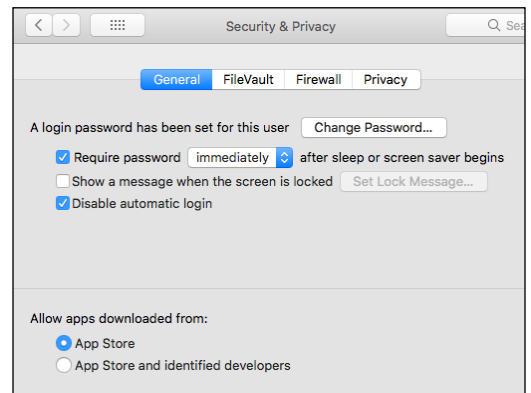 Security & Privacy
Sea
General FileVault Firewall Privacy
A login password has been set for this user Change Password...
Require password immediately after sleep or screen saver begins
Show a message when the screen is locked Set Lock Message...
Disable automatic login
Allow apps downloaded from:
App Store
App Store and identified developers